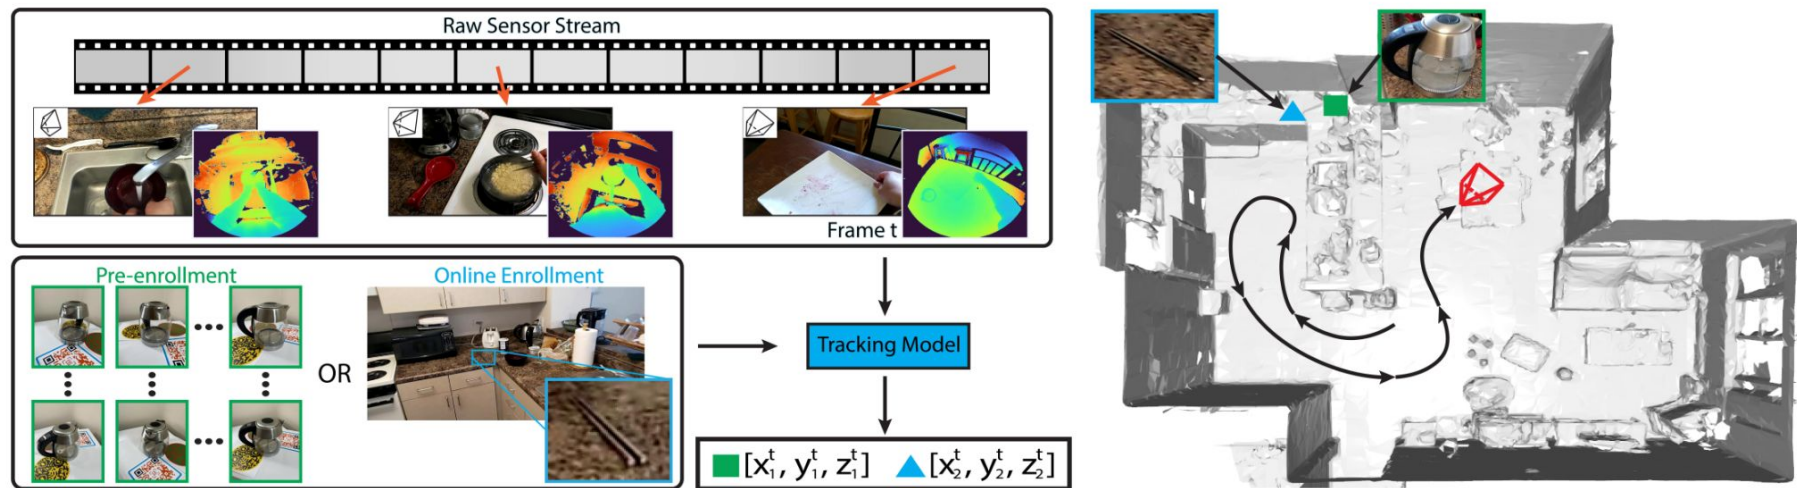 Raw Sensor Stream
Frame t
Pre-enrollment
Online Enrollment
OR
Tracking Model
[x₁ᵗ, y₁ᵗ, z₁ᵗ]
[x₂ᵗ, y₂ᵗ, z₂ᵗ]